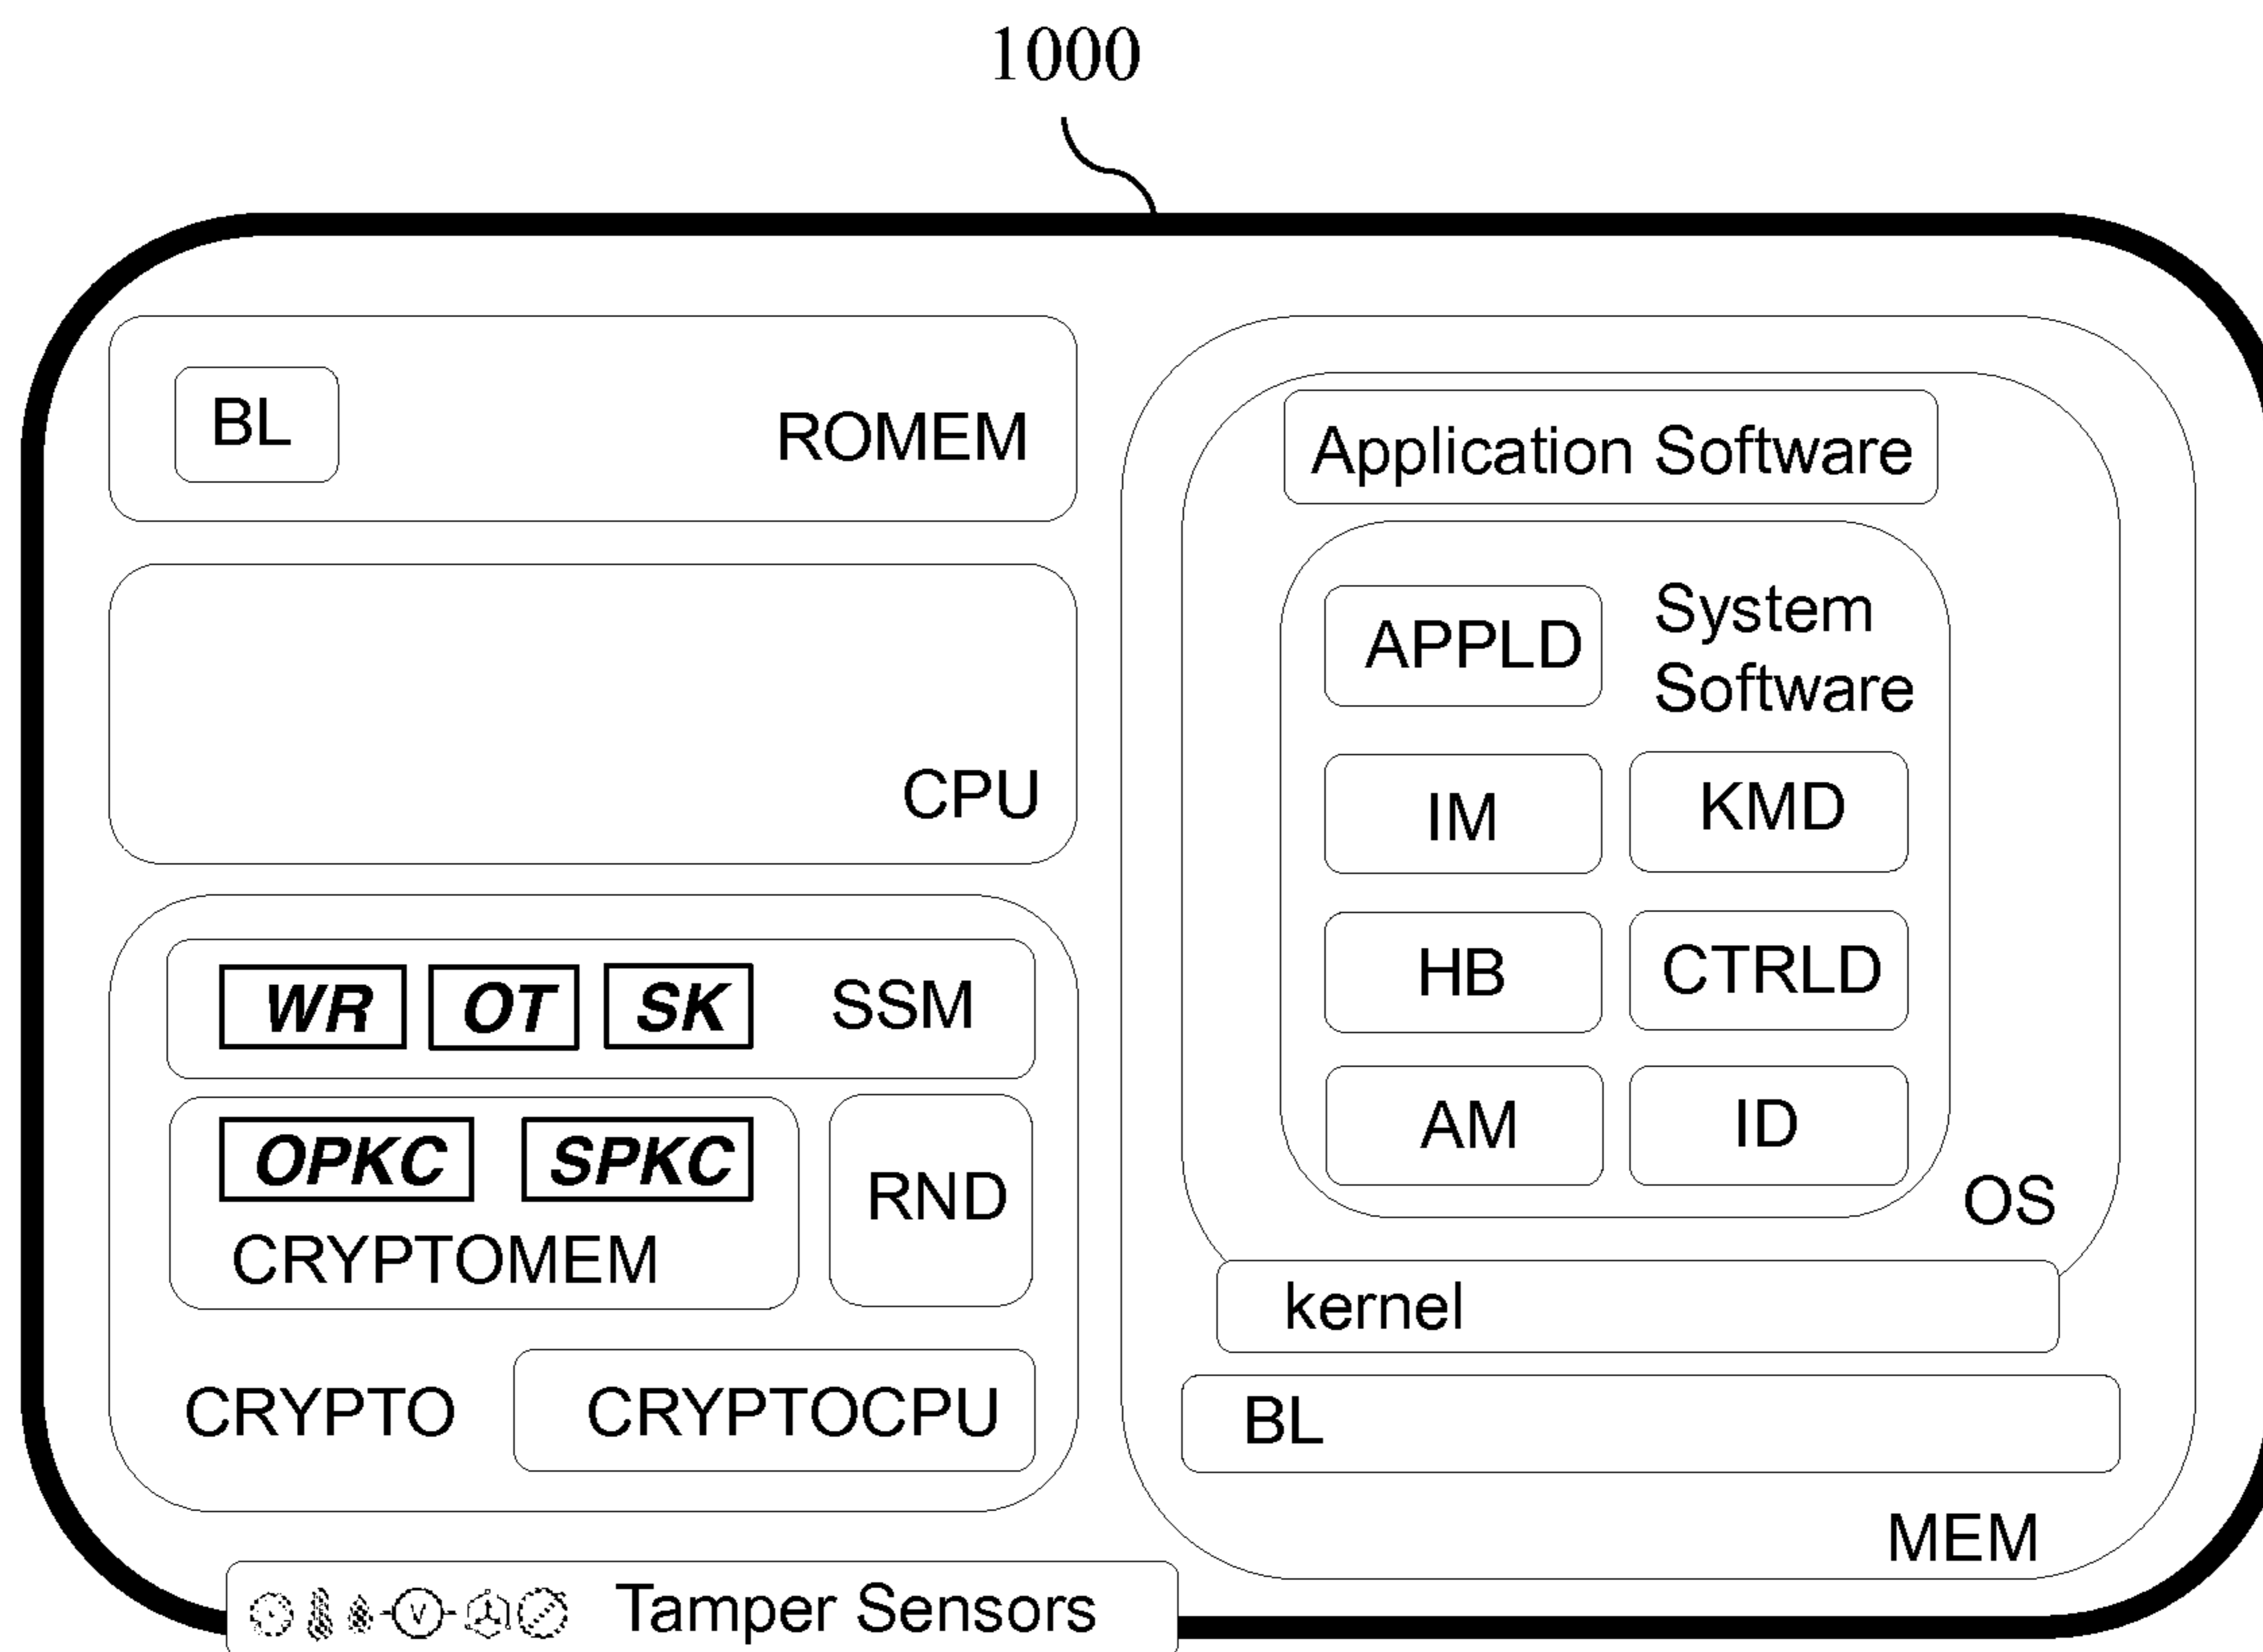 1000
BL
ROMEM
CPU
WR OT SK SSM
OPKC SPKC
CRYPTOMEM
RND
CRYPTO
CRYPTOCPU
Application Software
APPLD
System
Software
IM
KMD
HB
CTRLD
AM
ID
OS
kernel
BL
MEM
V
Tamper Sensors